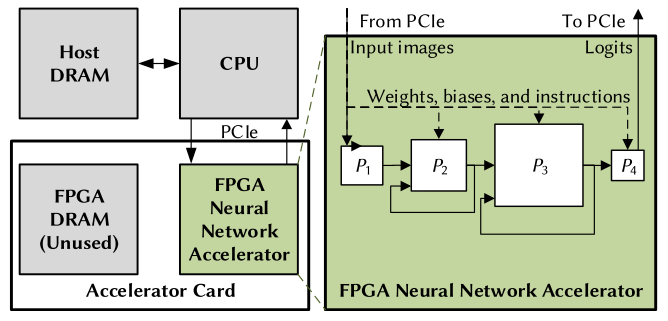 Host
DRAM
CPU
PCIe
FPGA
DRAM
(Unused)
FPGA
Neural
Network
Accelerator
Accelerator Card
From PCIe
Input images
To PCIe
Logits
Weights, biases, and instructions
P1
P2
P3
P4
FPGA Neural Network Accelerator